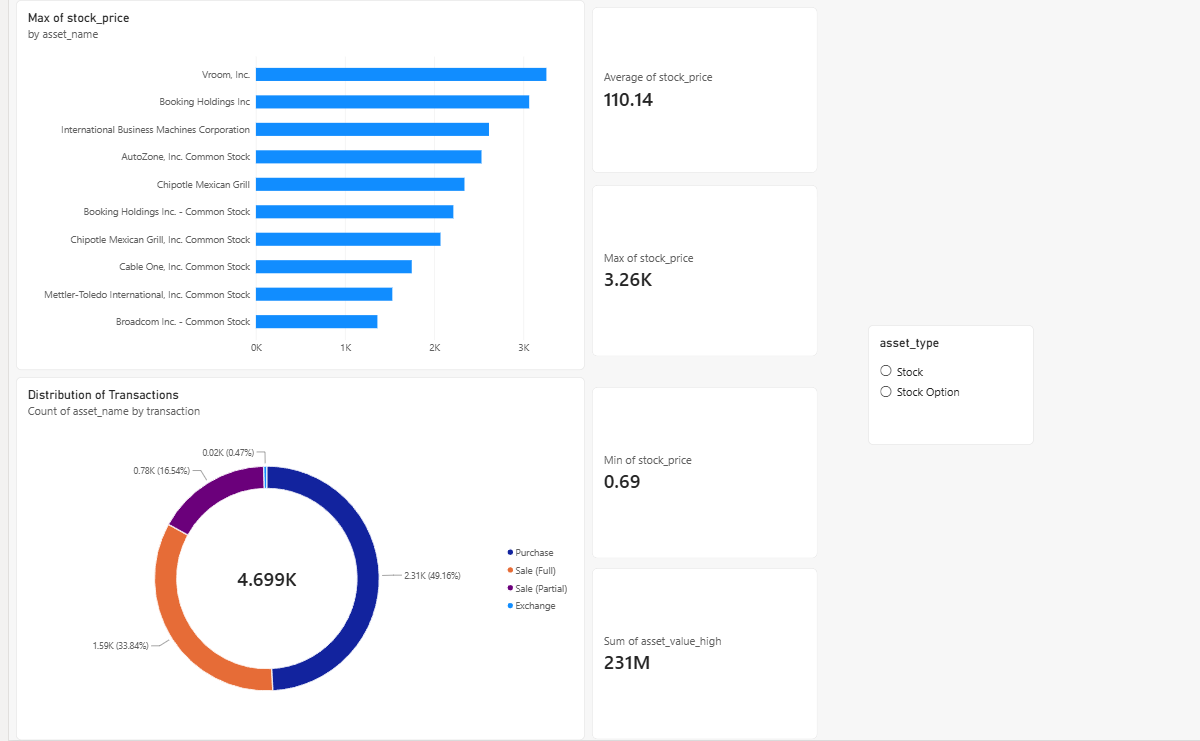 Max of stock_price
by asset_name
Vroom, Inc.
Booking Holdings Inc
International Business Machines Corporation
AutoZone, Inc. Common Stock
Chipotle Mexican Grill
Booking Holdings Inc. - Common Stock
Chipotle Mexican Grill, Inc. Common Stock
Cable One, Inc. Common Stock
Mettler-Toledo International, Inc. Common Stock
Broadcom Inc. - Common Stock
0K 1K 2K 3K
Distribution of Transactions
Count of asset_name by transaction
0.02K (0.47%)
0.78K (16.54%)
2.31K (49.16%)
1.59K (33.84%)
4.699K
Purchase
Sale (Full)
Sale (Partial)
Exchange
Average of stock_price
110.14
Max of stock_price
3.26K
Min of stock_price
0.69
Sum of asset_value_high
231M
asset_type
Stock
Stock Option